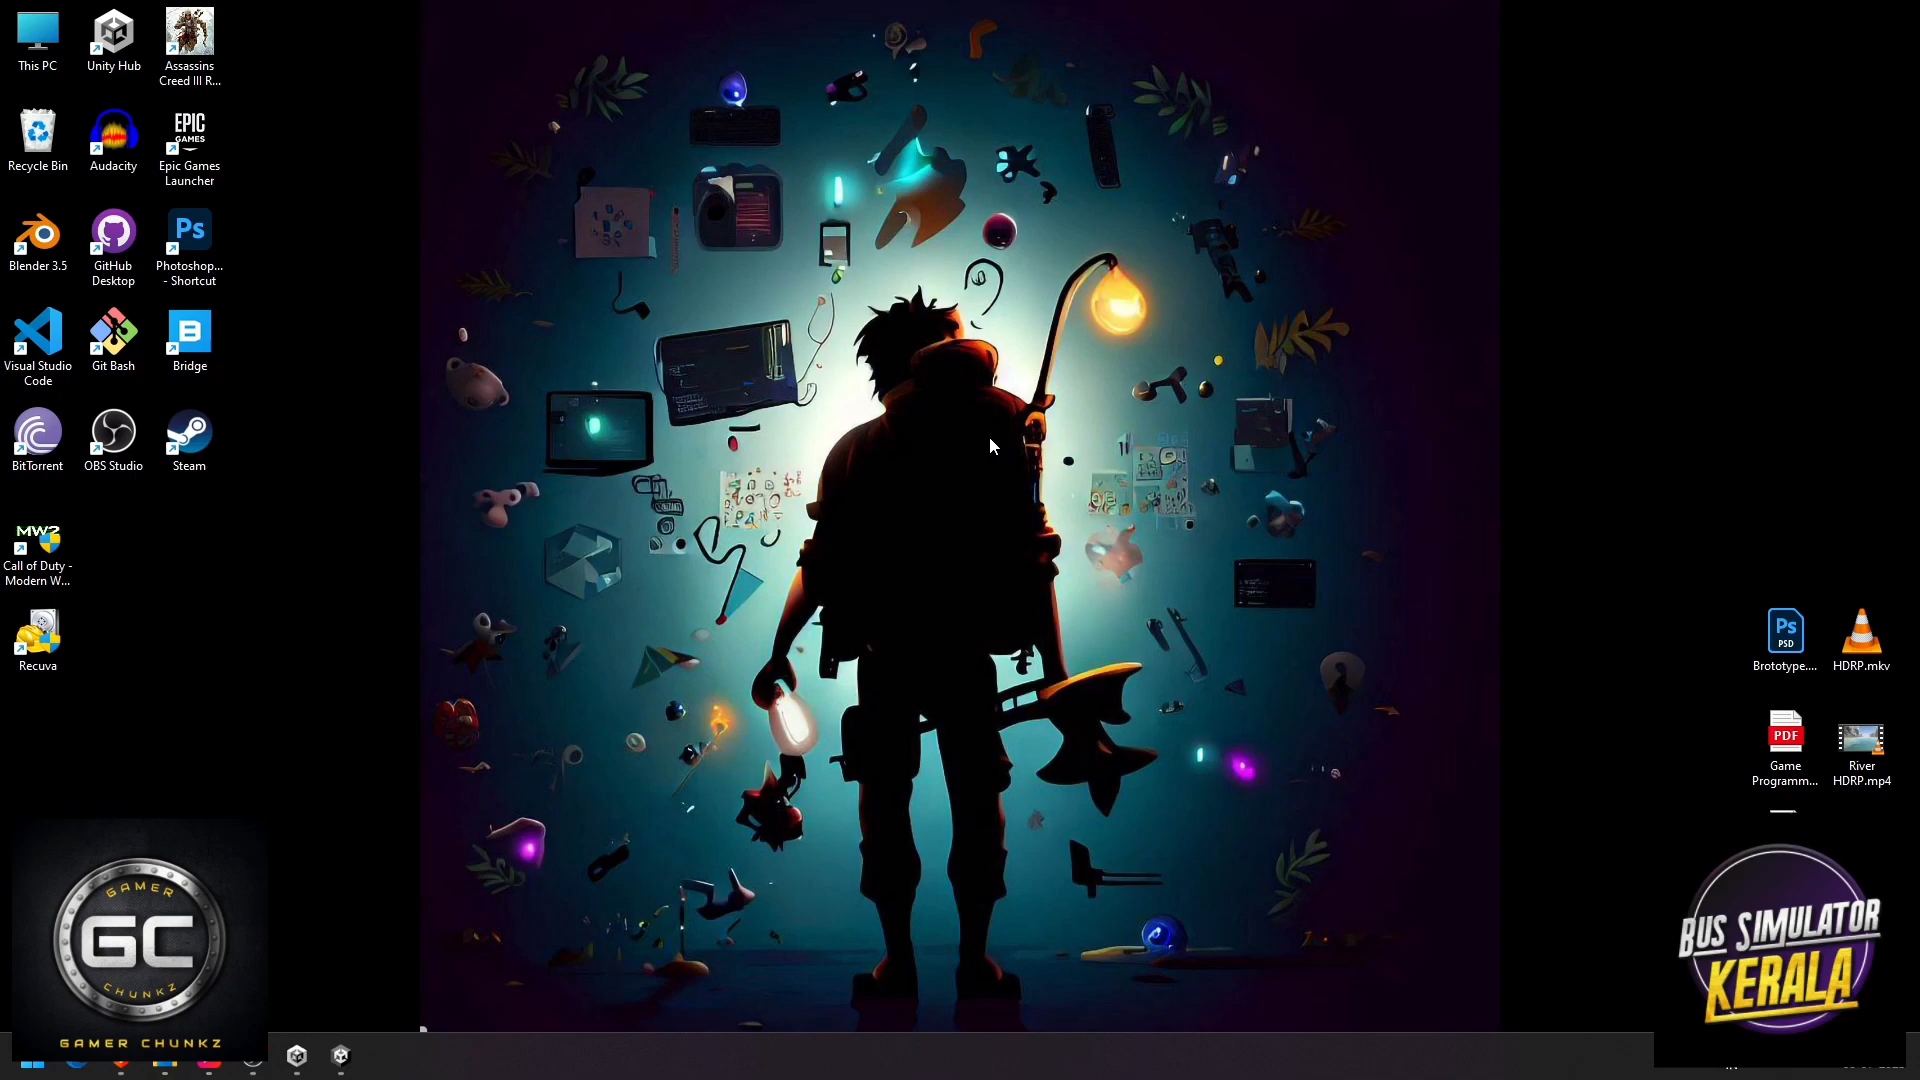 This PC
Unity Hub
Assassins
Creed III R...
Recycle Bin
Audacity
EPIC
GAMES
Epic Games
Launcher
Blender 3.5
GitHub
Desktop
Ps
Photoshop...
- Shortcut
Visual Studio
Code
Git Bash
B
Bridge
BitTorrent
OBS Studio
Steam
MW2
Call of Duty -
Modern W...
Recuva
Ps
PSD
Brototype....
HDRP.mkv
PDF
Game
Programm...
River
HDRP.mp4
GAMER
GC
CHUNKZ
GAMER CHUNKZ
BUS SIMULATOR
KERALA